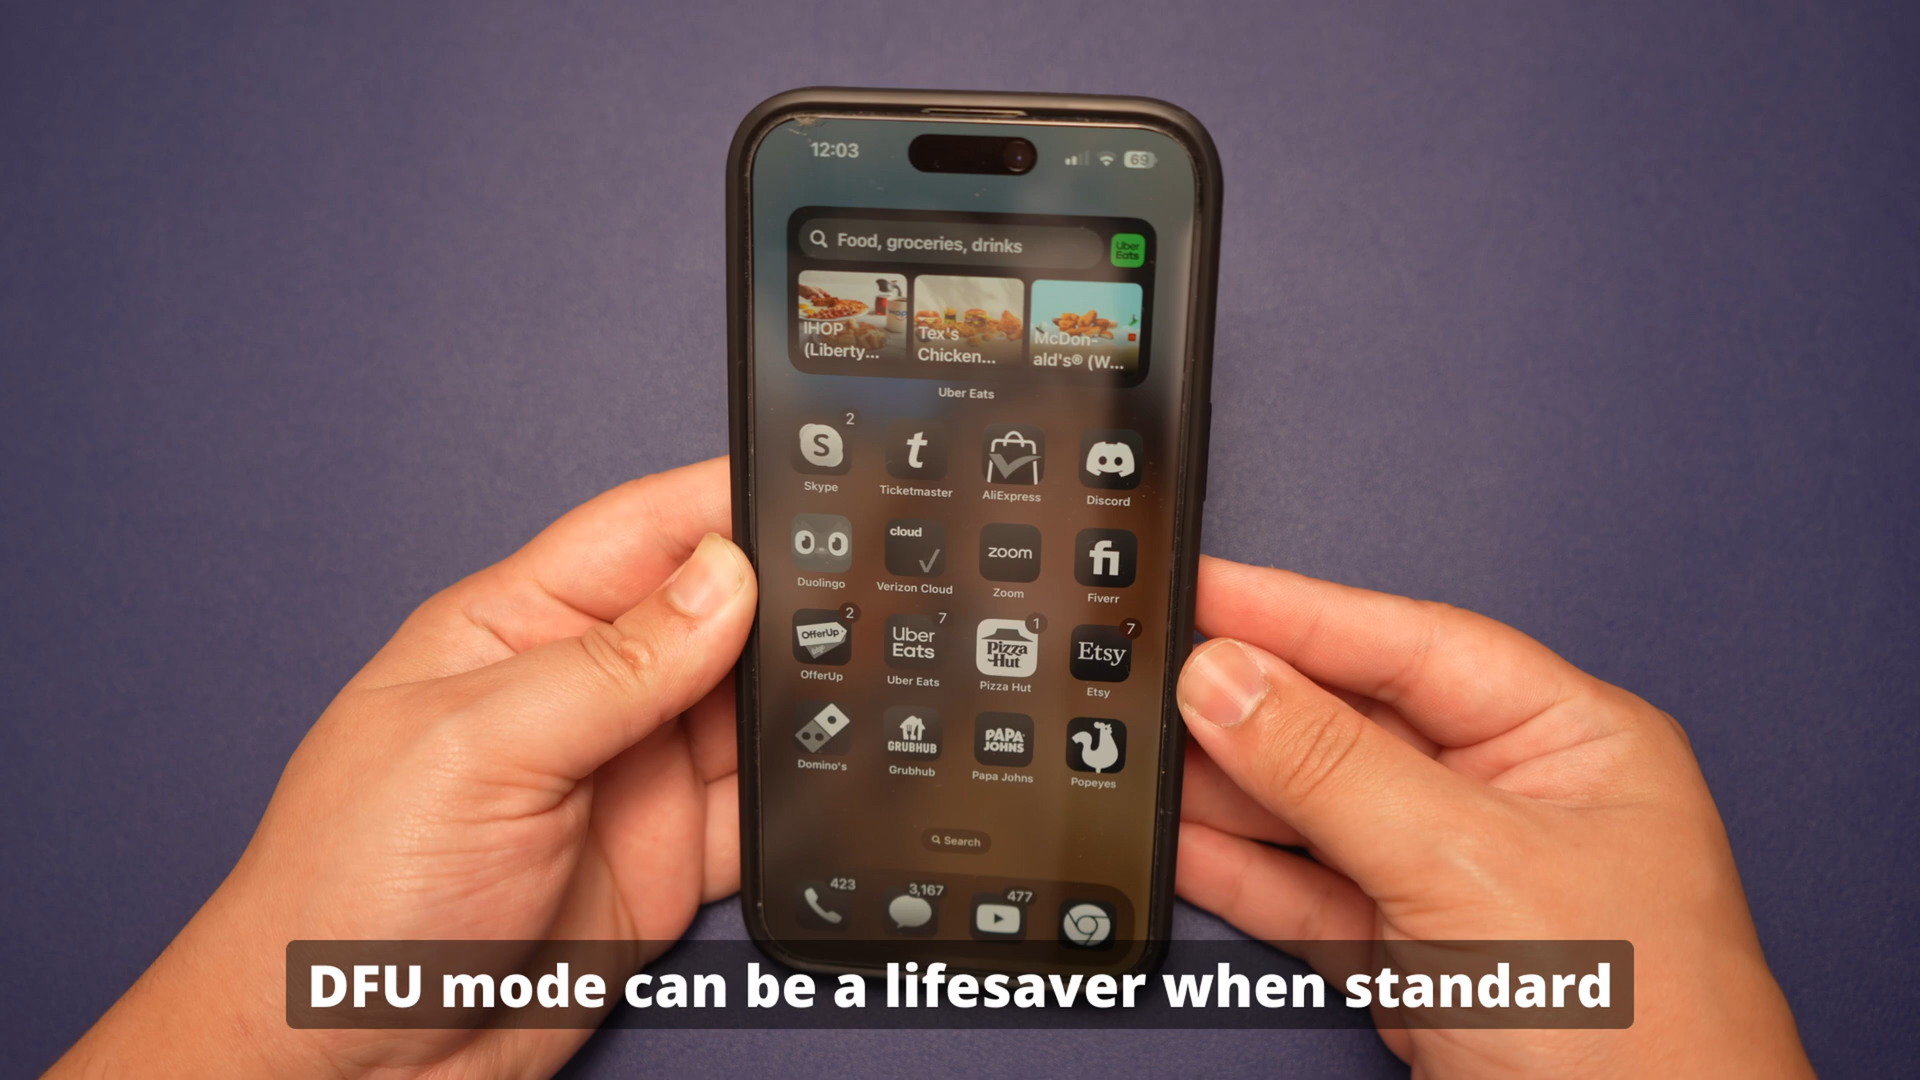 12:03
69
Food, groceries, drinks
Uber
Eats
IHOP
(Liberty...
Tex's
Chicken...
McDon-
ald's® (W...
Uber Eats
2
S
t
Skype
Ticketmaster
AliExpress
Discord
cloud
zoom
fi
Duolingo
Verizon Cloud
Zoom
Fiverr
2
7
1
7
OfferUp
Uber
Eats
Pizza
Hut
Etsy
OfferUp
Uber Eats
Pizza Hut
Etsy
GRUBHUB
PAPA
JOHNS
Domino's
Grubhub
Papa Johns
Popeyes
Search
423
3,167
477
DFU mode can be a lifesaver when standard